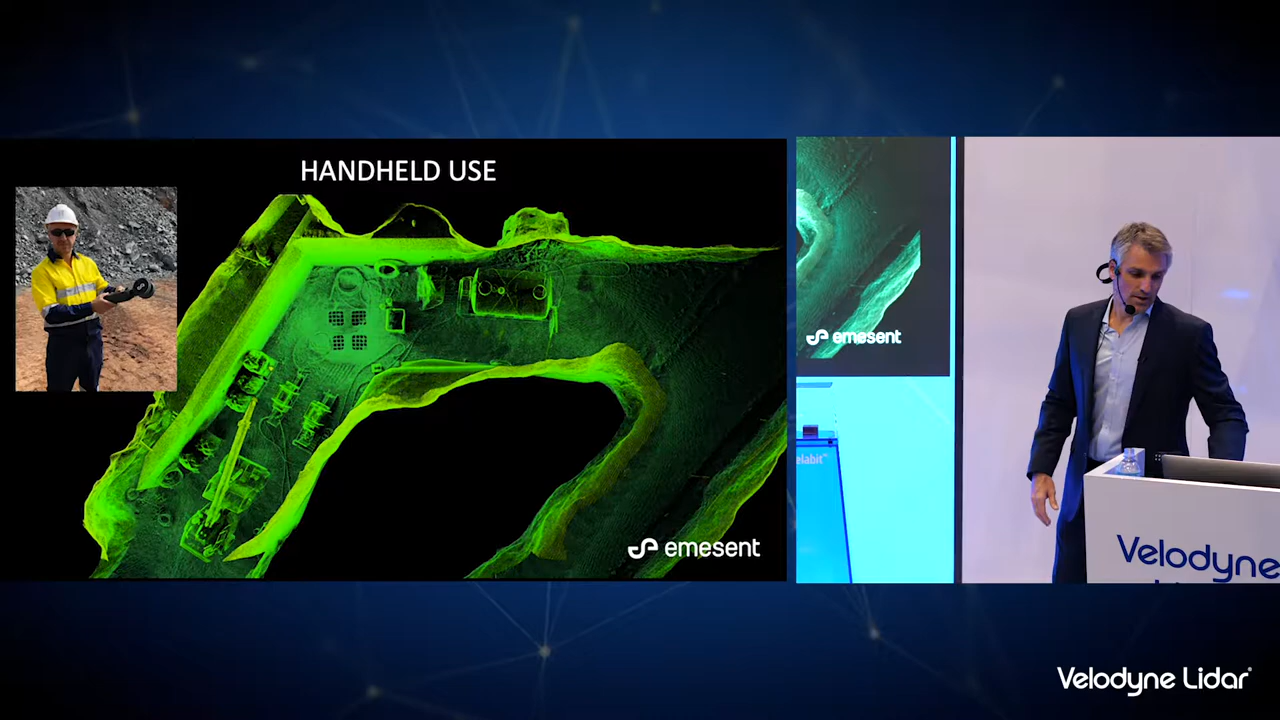 HANDHELD USE
emesent
emesent
elabit
Velodyne
Velodyne Lidar